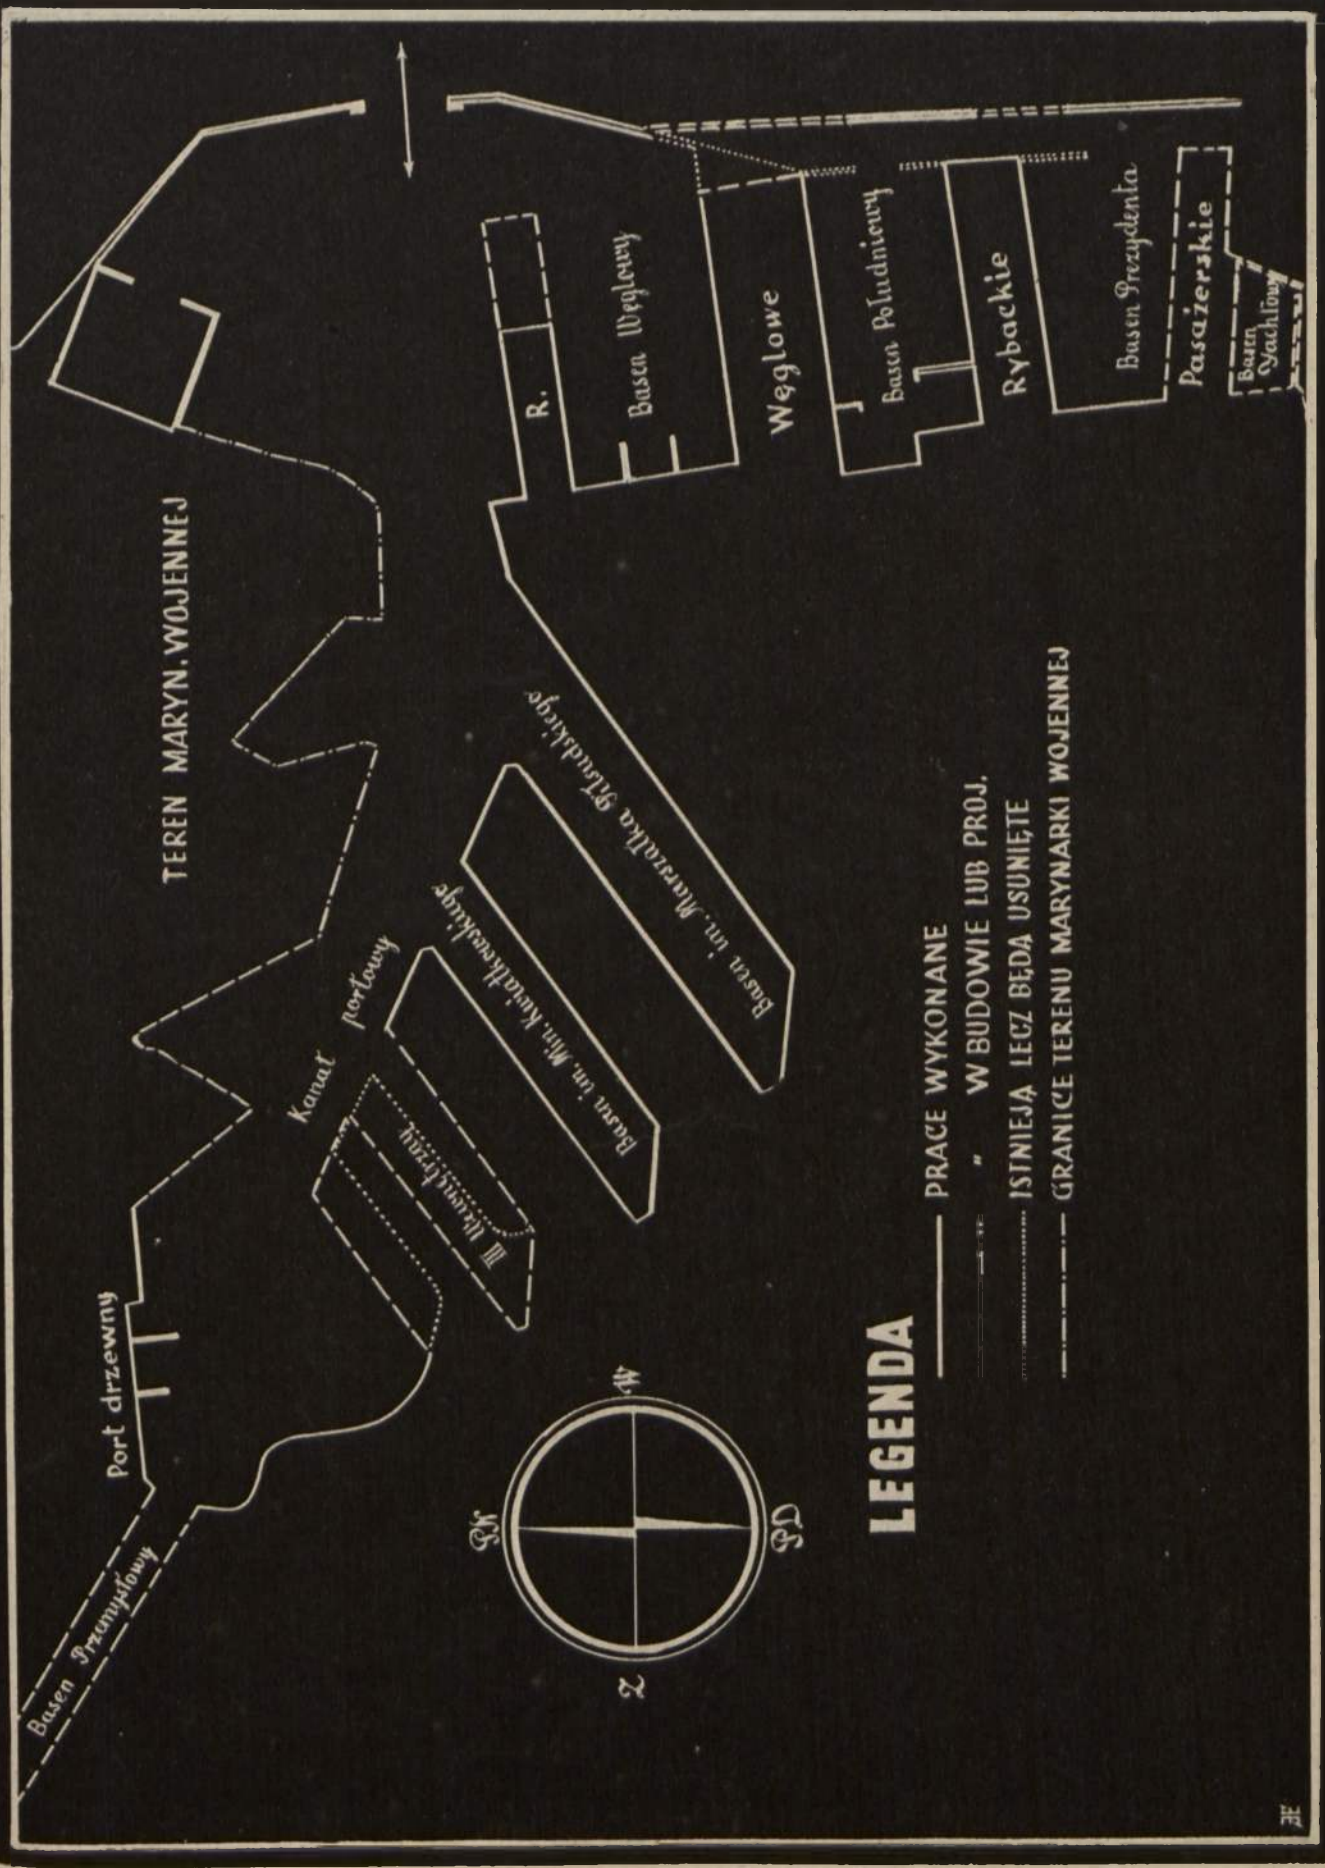 TEREN MARYN. WOJENNEJ
Port drzewny
Basen Przemysłowy
Kanał portowy
III Wewnętrzny
Basen im. Min. Kwiatkowskiego
Basen im. Marszałka Piłsudskiego
R.
Basen Węglowy
Węglowe
Basen Południowy
Rybackie
Basen Prezydenta
Pasażerskie
Basen
Yachtowy
PŁN
W
PD
Z
LEGENDA
PRACE WYKONANE
" W BUDOWIE LUB PROJ.
ISTNIEJĄ LECZ BĘDĄ USUNIĘTE
GRANICE TERENU MARYNARKI WOJENNEJ